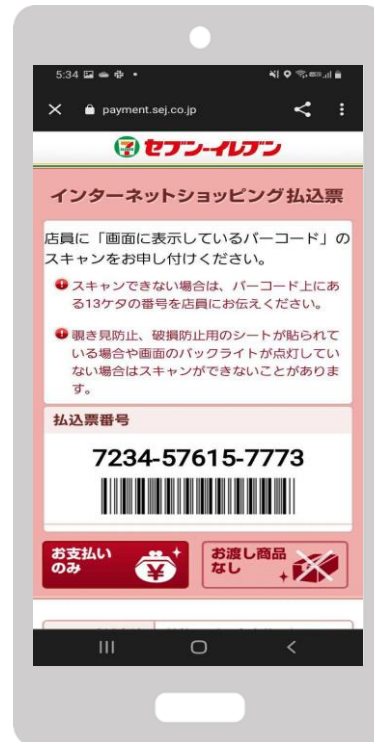 5:34
payment.sej.co.jp
セブン-イレブン
インターネットショッピング払込票
店員に「画面に表示しているバーコード」の
スキャンをお申し付けください。
スキャンできない場合は、バーコード上にあ
る13ケタの番号を店員にお伝えください。
覗き見防止、破損防止用のシートが貼られて
いる場合や画面のバックライトが点灯してい
ない場合はスキャンができないことがありま
す。
払込票番号
7234-57615-7773
お支払い
のみ
お渡し商品
なし